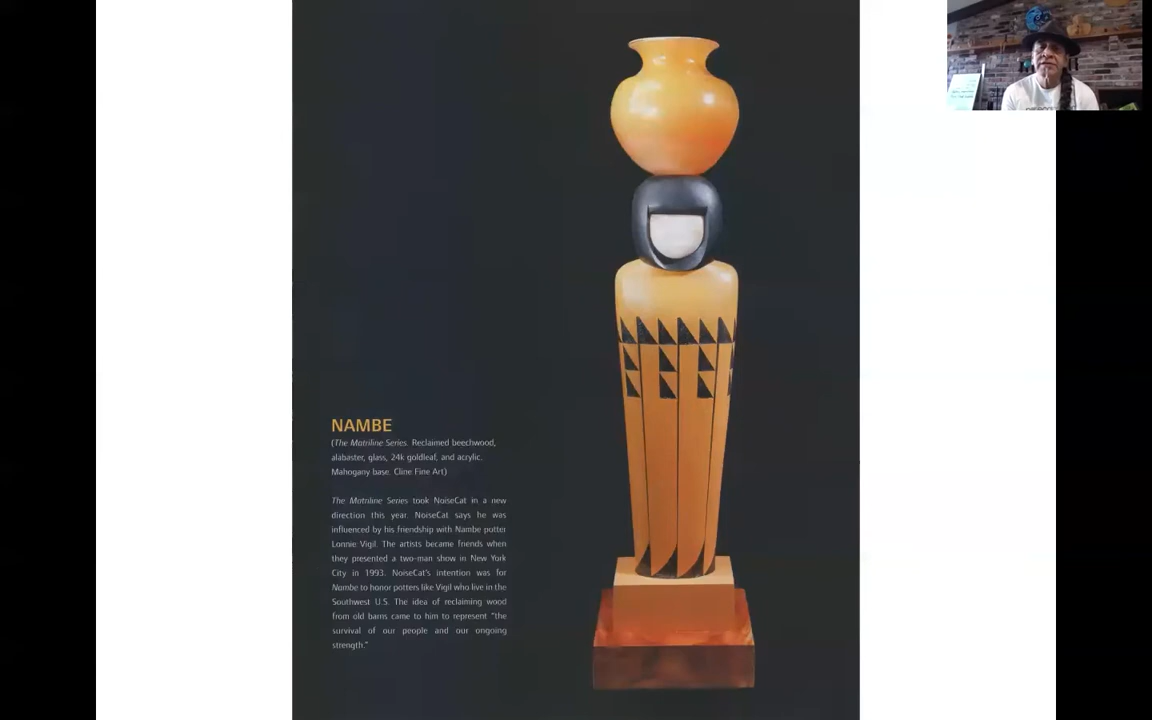 NAMBE
(The Matriline Series. Reclaimed beechwood,
alabaster, glass, 24k goldleaf, and acrylic.
Mahogany base. Cline Fine Art)
The Matriline Series took NoiseCat in a new
direction this year. NoiseCat says he was
influenced by his friendship with Nambe potter
Lonnie Vigil. The artists became friends when
they presented a two-man show in New York
City in 1993. NoiseCat's intention was for
Nambe to honor potters like Vigil who live in the
Southwest U.S. The idea of reclaiming wood
from old barns came to him to represent "the
survival of our people and our ongoing
strength."